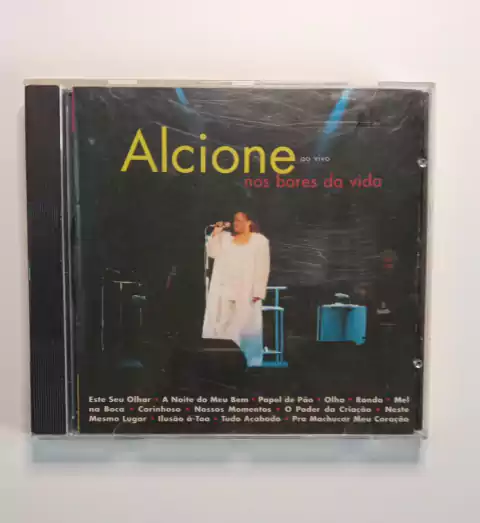 Alcione ao vivo
nos bares da vida
Este Seu Olhar • A Noite do Meu Bem • Papel de Pão • Olha • Ronda • Mel
na Boca • Carinhoso • Nossos Momentos • O Poder da Criação • Neste
Mesmo Lugar • Ilusão à-Toa • Tudo Acabado • Pra Machucar Meu Coração